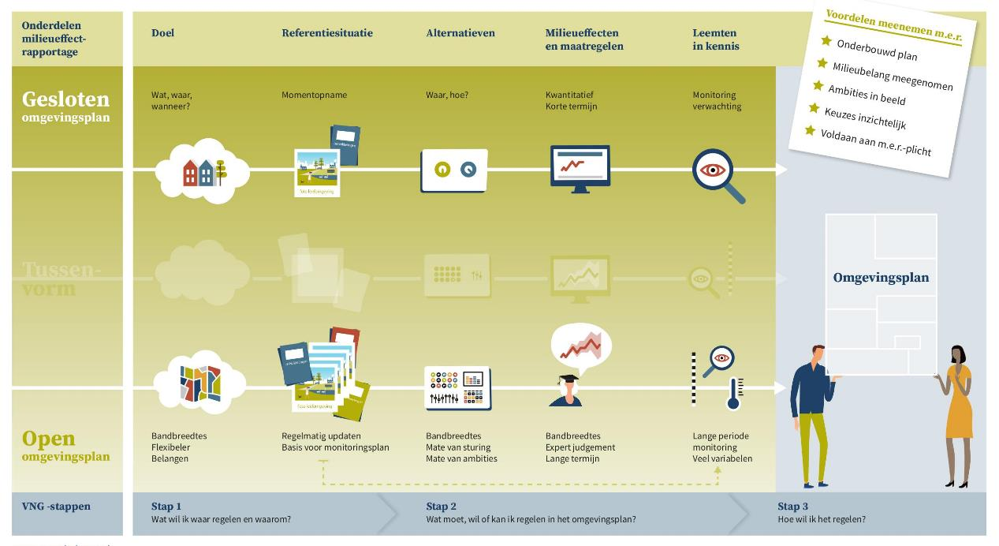 Onderdelen
milieueffect-
rapportage
Doel
Referentiesituatie
Alternatieven
Milieueffecten
en maatregelen
Leemten
in kennis
Voordelen meenemen m.e.r.
Onderbouwd plan
Milieubelang meegenomen
Ambities in beeld
Keuzes inzichtelijk
Voldaan aan m.e.r.-plicht
Gesloten
omgevingsplan
Wat, waar,
wanneer?
Momentopname
Waar, hoe?
Kwantitatief
Korte termijn
Monitoring
verwachting
foto leefomgeving
Tussen-
vorm
Omgevingsplan
foto leefomgeving
Open
omgevingsplan
Bandbreedtes
Flexibeler
Belangen
Regelmatig updaten
Basis voor monitoringsplan
Bandbreedtes
Mate van sturing
Mate van ambities
Bandbreedtes
Expert judgement
Lange termijn
Lange periode
monitoring
Veel variabelen
VNG -stappen
Stap 1
Wat wil ik waar regelen en waarom?
Stap 2
Wat moet, wil of kan ik regelen in het omgevingsplan?
Stap 3
Hoe wil ik het regelen?